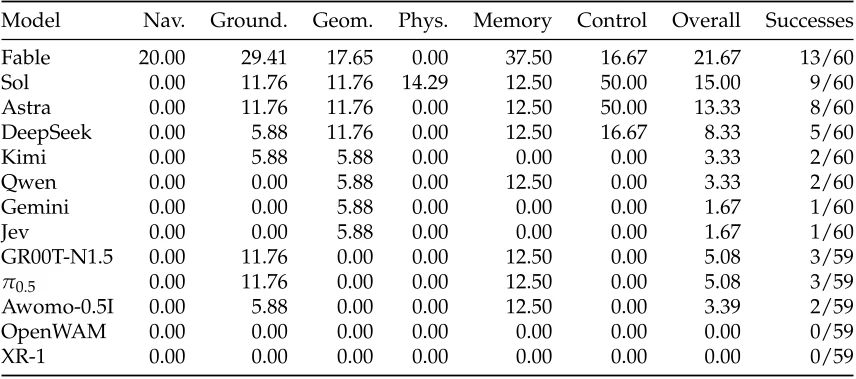 Model Nav. Ground. Geom. Phys. Memory Control Overall Successes
Fable 20.00 29.41 17.65 0.00 37.50 16.67 21.67 13/60
Sol 0.00 11.76 11.76 14.29 12.50 50.00 15.00 9/60
Astra 0.00 11.76 11.76 0.00 12.50 50.00 13.33 8/60
DeepSeek 0.00 5.88 11.76 0.00 12.50 16.67 8.33 5/60
Kimi 0.00 5.88 5.88 0.00 0.00 0.00 3.33 2/60
Qwen 0.00 0.00 5.88 0.00 12.50 0.00 3.33 2/60
Gemini 0.00 0.00 5.88 0.00 0.00 0.00 1.67 1/60
Jev 0.00 0.00 5.88 0.00 0.00 0.00 1.67 1/60
GR00T-N1.5 0.00 11.76 0.00 0.00 12.50 0.00 5.08 3/59
π0.5 0.00 11.76 0.00 0.00 12.50 0.00 5.08 3/59
Awomo-0.5I 0.00 5.88 0.00 0.00 12.50 0.00 3.39 2/59
OpenWAM 0.00 0.00 0.00 0.00 0.00 0.00 0.00 0/59
XR-1 0.00 0.00 0.00 0.00 0.00 0.00 0.00 0/59